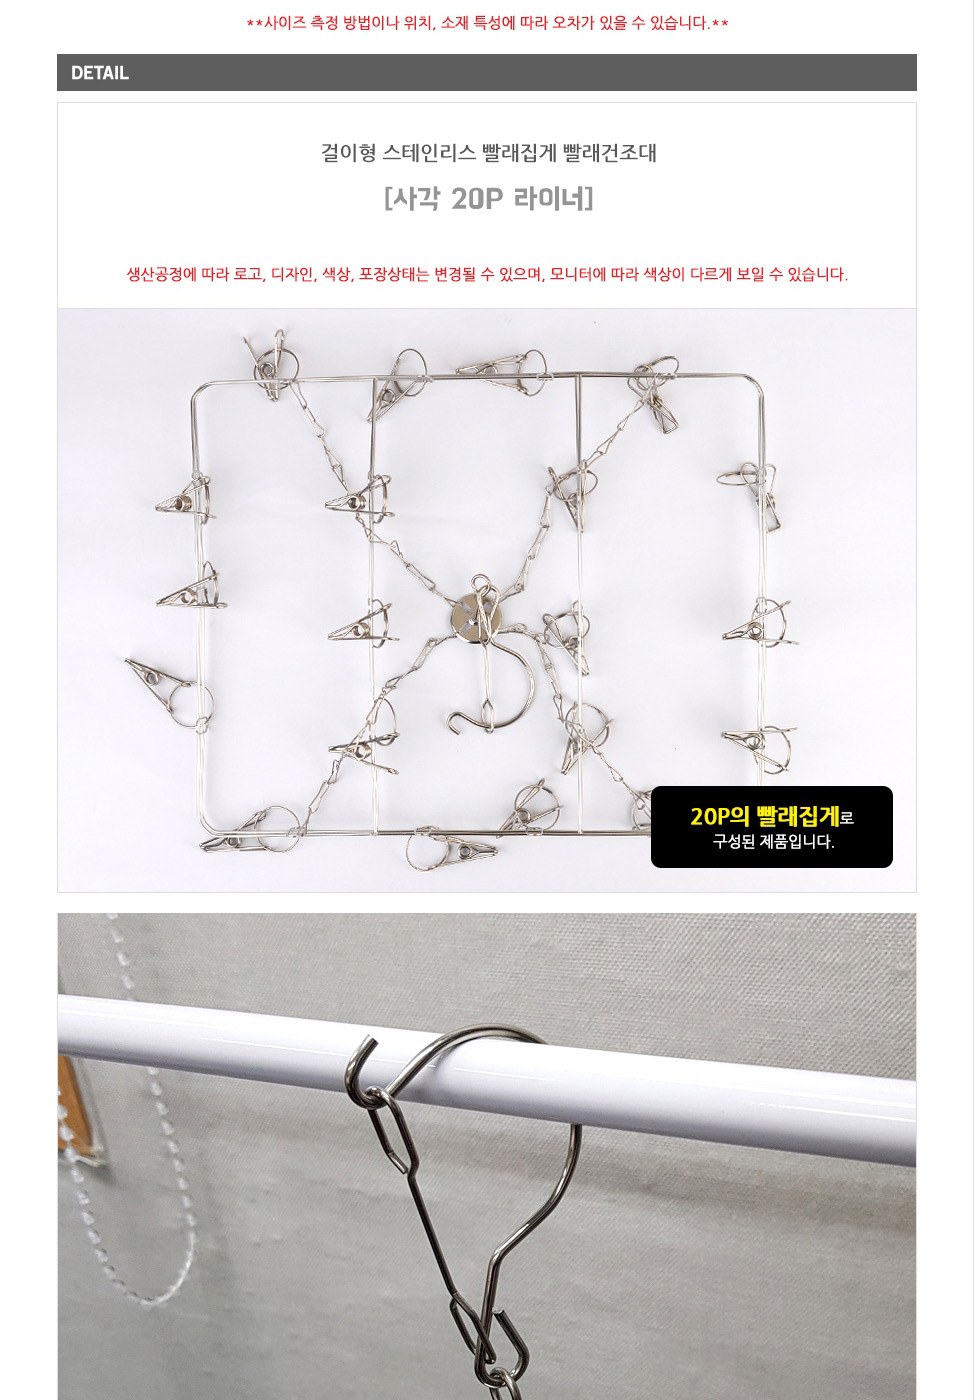 **사이즈 측정 방법이나 위치, 소재 특성에 따라 오차가 있을 수 있습니다.**
DETAIL
걸이형 스테인리스 빨래집게 빨래건조대
[사각 20P 라이너]
생산공정에 따라 로고, 디자인, 색상, 포장상태는 변경될 수 있으며, 모니터에 따라 색상이 다르게 보일 수 있습니다.
20P의 빨래집게로
구성된 제품입니다.